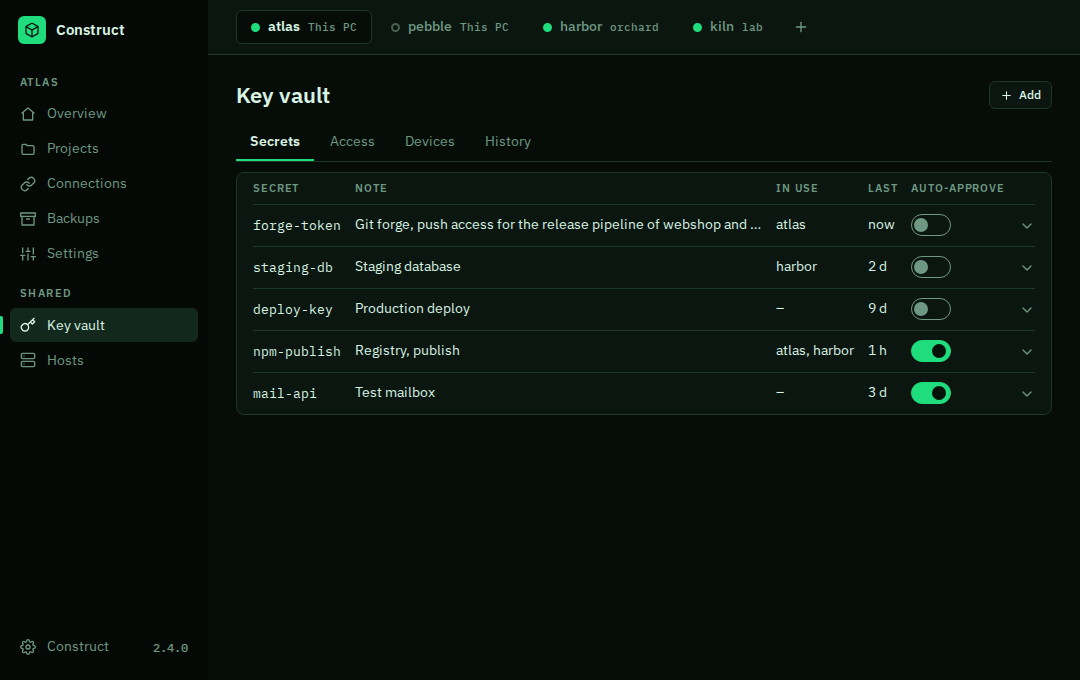 Construct
atlas This PC
pebble This PC
harbor orchard
kiln lab
ATLAS
Overview
Projects
Connections
Backups
Settings
SHARED
Key vault
Hosts
Construct 2.4.0
Key vault
Add
Secrets Access Devices History
SECRET NOTE IN USE LAST AUTO-APPROVE
forge-token Git forge, push access for the release pipeline of webshop and ... atlas now
staging-db Staging database harbor 2 d
deploy-key Production deploy – 9 d
npm-publish Registry, publish atlas, harbor 1 h
mail-api Test mailbox – 3 d